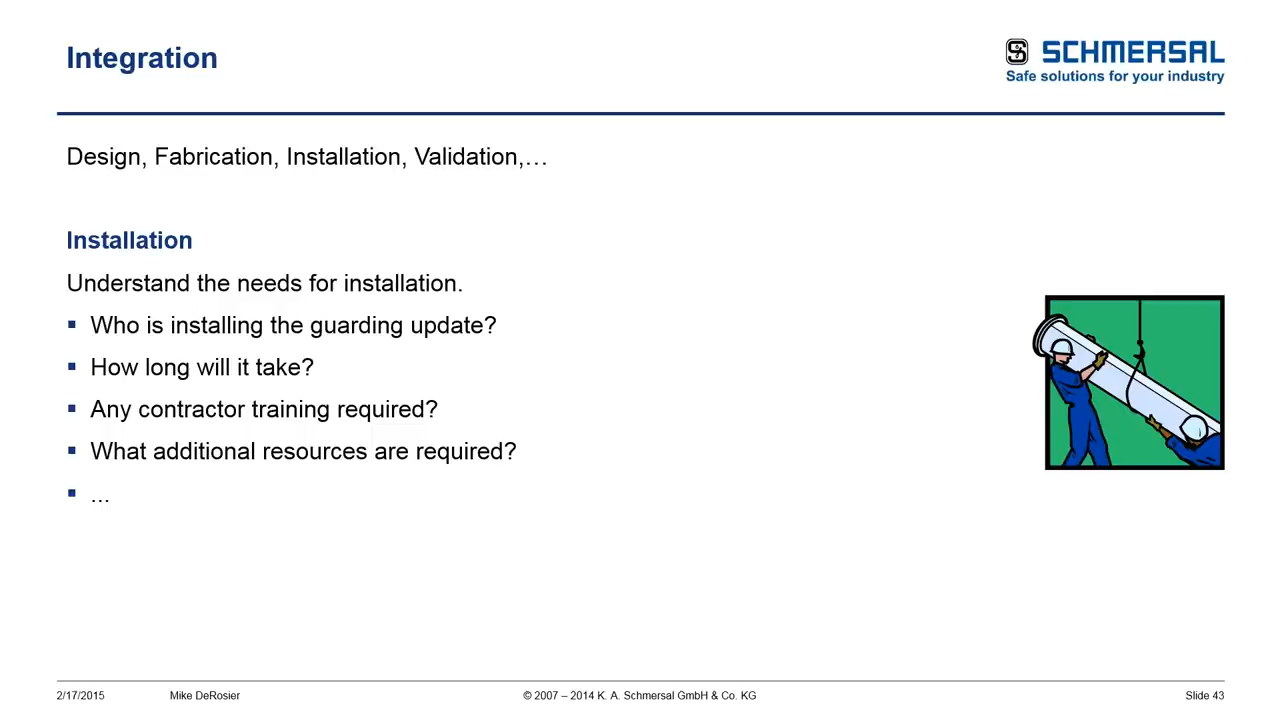 Integration
SCHMERSAL
Safe solutions for your industry
Design, Fabrication, Installation, Validation,…
Installation
Understand the needs for installation.
Who is installing the guarding update?
How long will it take?
Any contractor training required?
What additional resources are required?
...
2/17/2015 Mike DeRosier © 2007 – 2014 K. A. Schmersal GmbH & Co. KG Slide 43